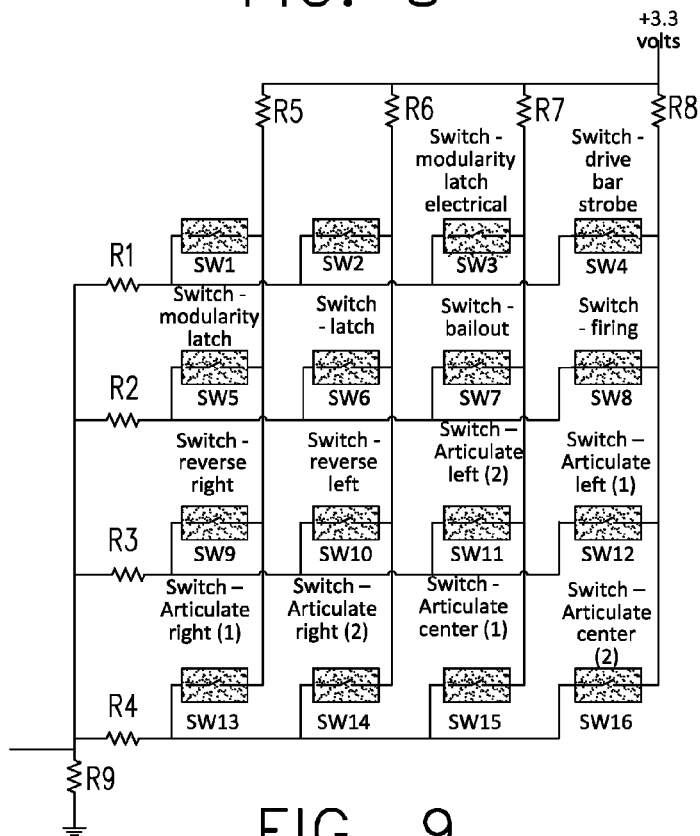 +3.3
volts
R5
R6
R7
R8
Switch -
modularity
latch
electrical
Switch -
drive
bar
strobe
R1
SW1
SW2
SW3
SW4
Switch -
modularity
latch
Switch
- latch
Switch -
bailout
Switch
- firing
R2
SW5
SW6
SW7
SW8
Switch -
reverse
right
Switch -
reverse
left
Switch –
Articulate
left (2)
Switch –
Articulate
left (1)
R3
SW9
SW10
SW11
SW12
Switch –
Articulate
right (1)
Switch –
Articulate
right (2)
Switch -
Articulate
center (1)
Switch –
Articulate
center
(2)
R4
SW13
SW14
SW15
SW16
R9
FIG. 9